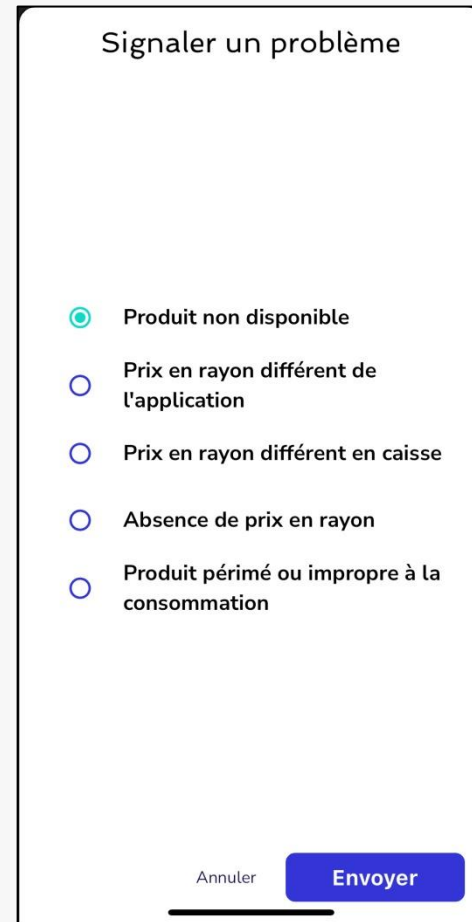 Signaler un problème
Produit non disponible
Prix en rayon différent de
l'application
Prix en rayon différent en caisse
Absence de prix en rayon
Produit périmé ou impropre à la
consommation
Annuler
Envoyer